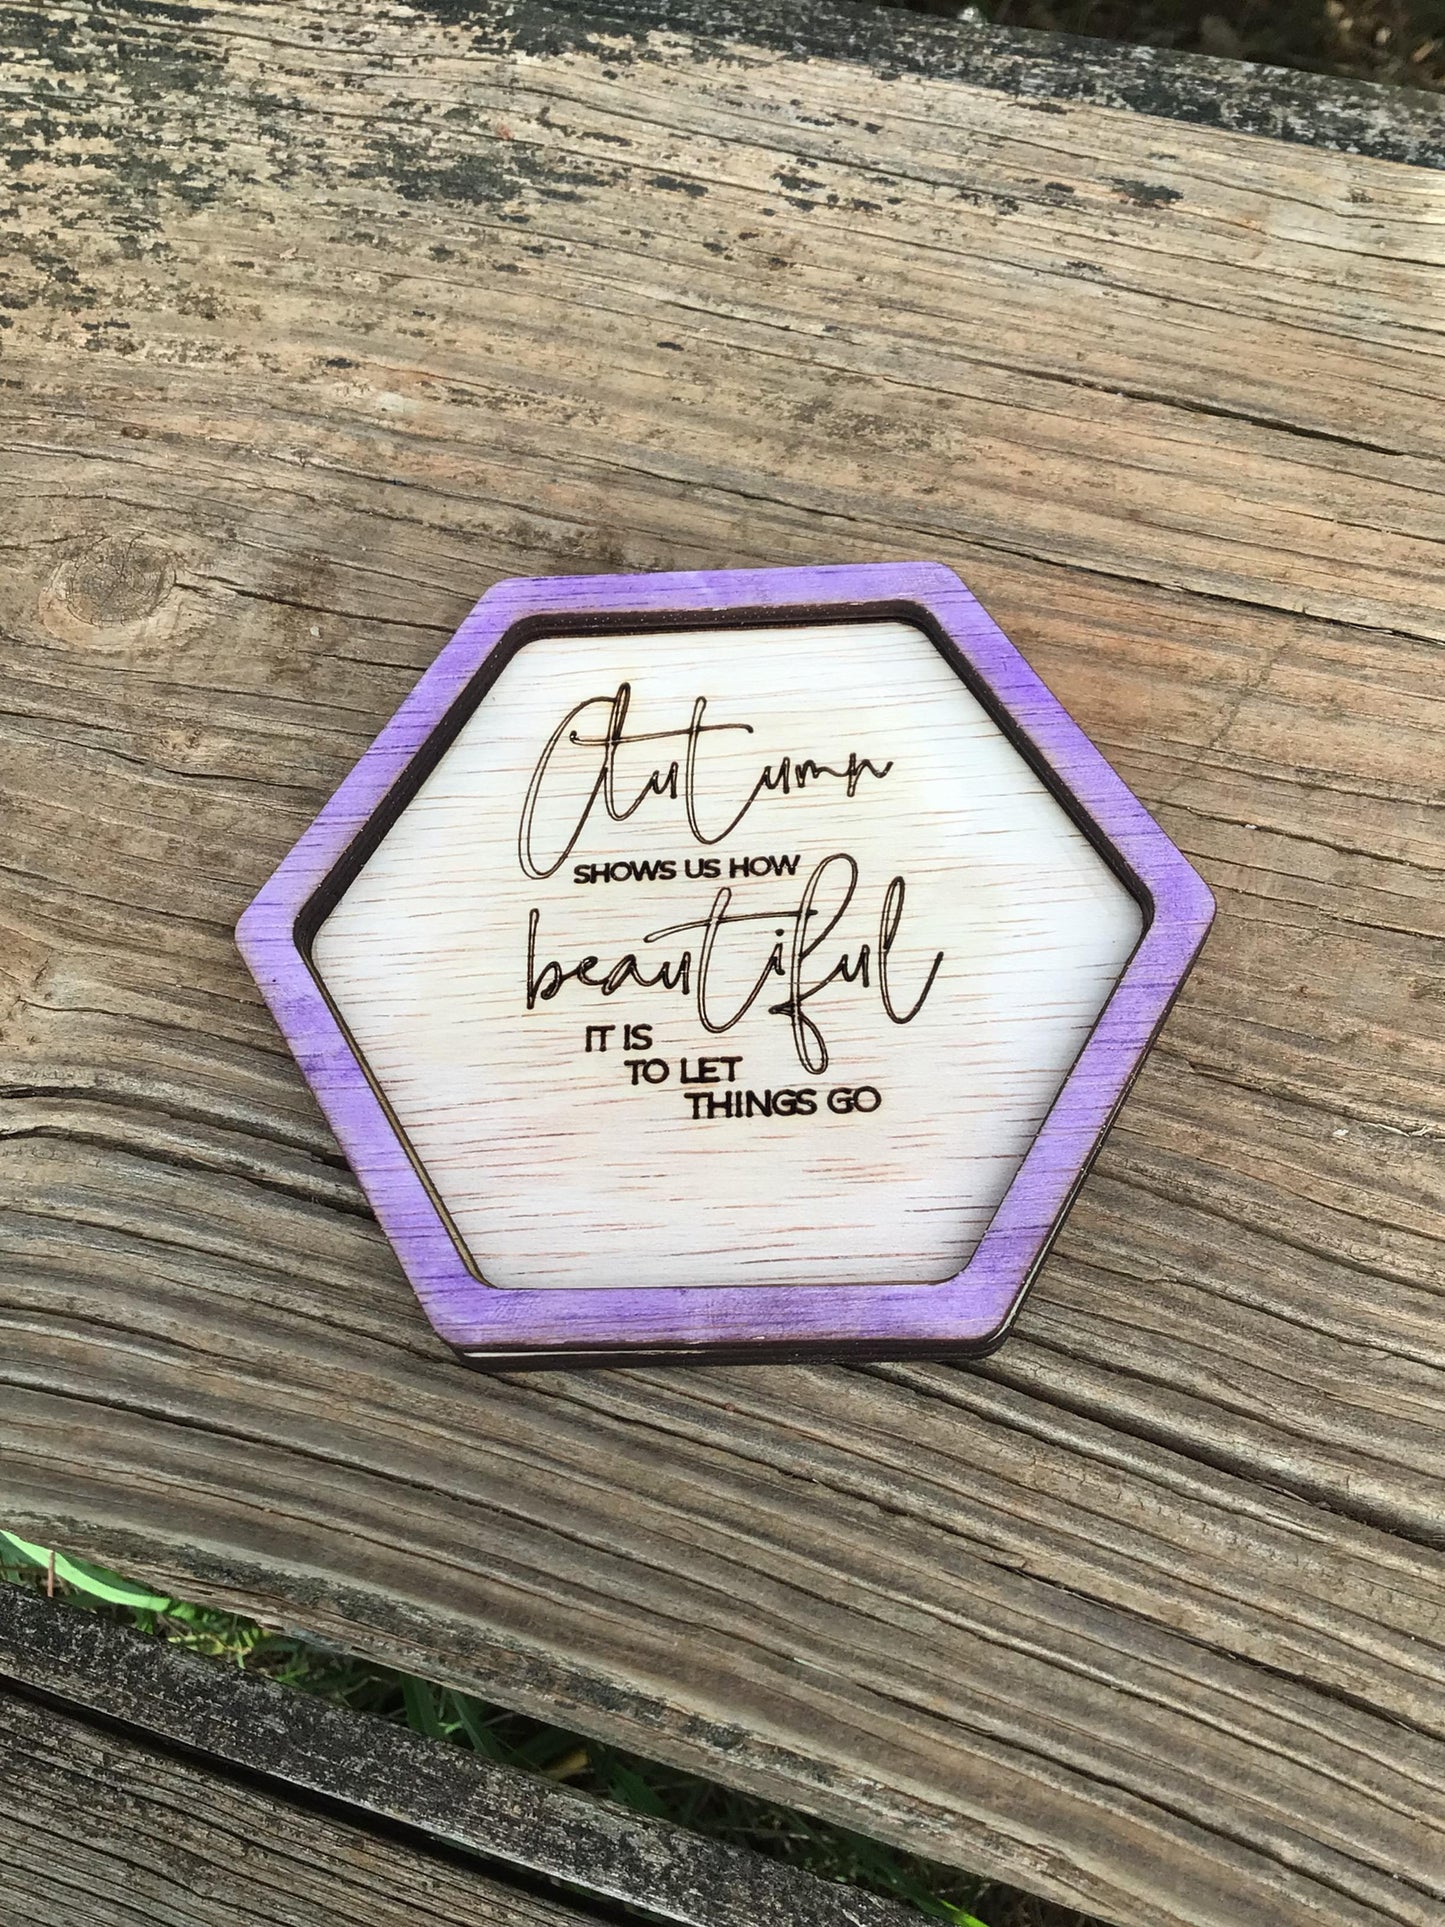 Autumn
SHOWS US HOW
beautiful
IT IS
TO LET
THINGS GO